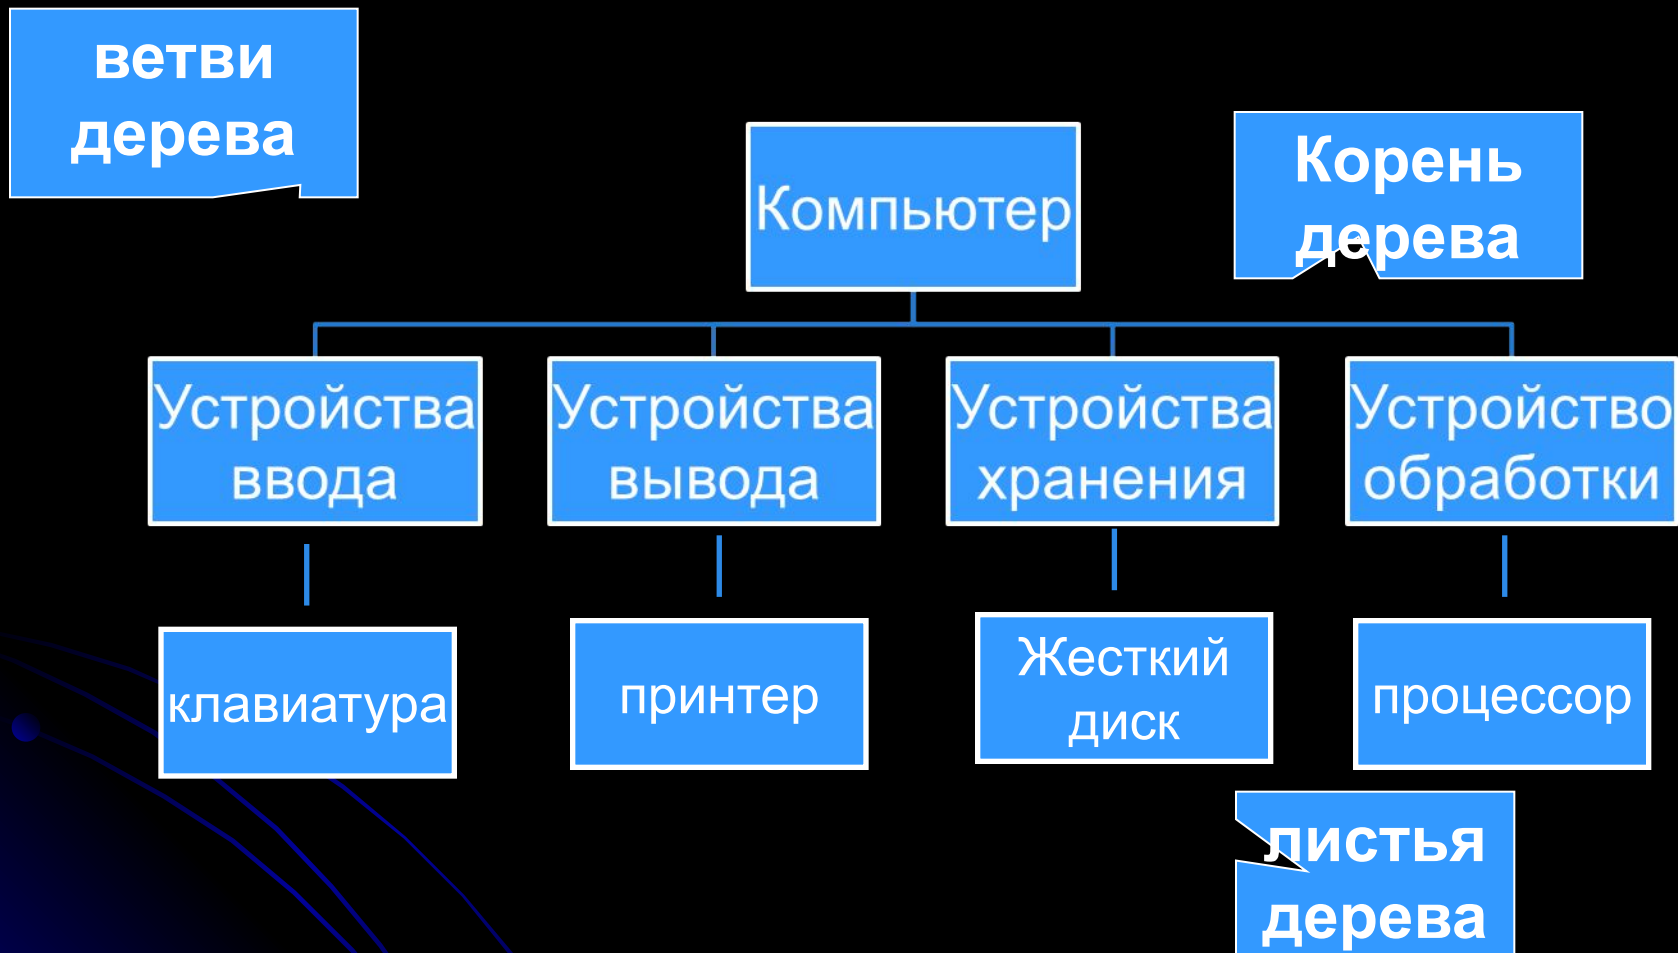 ветви
дерева
Компьютер
Корень
дерева
Устройства
ввода
Устройства
вывода
Устройства
хранения
Устройство
обработки
клавиатура
принтер
Жесткий
диск
процессор
листья
дерева